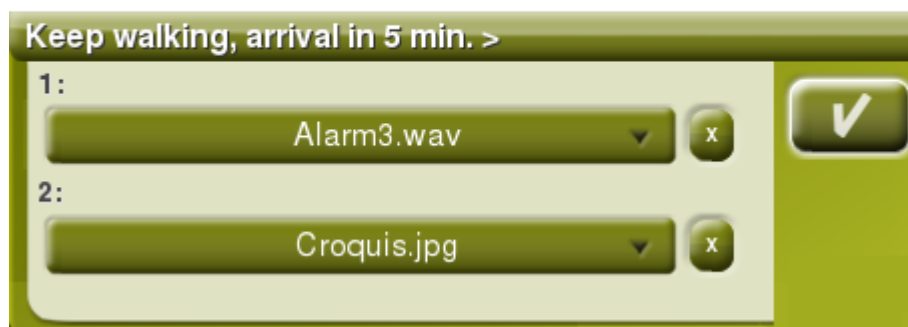 Keep walking, arrival in 5 min. >
1:
Alarm3.wav
x
2:
Croquis.jpg
x